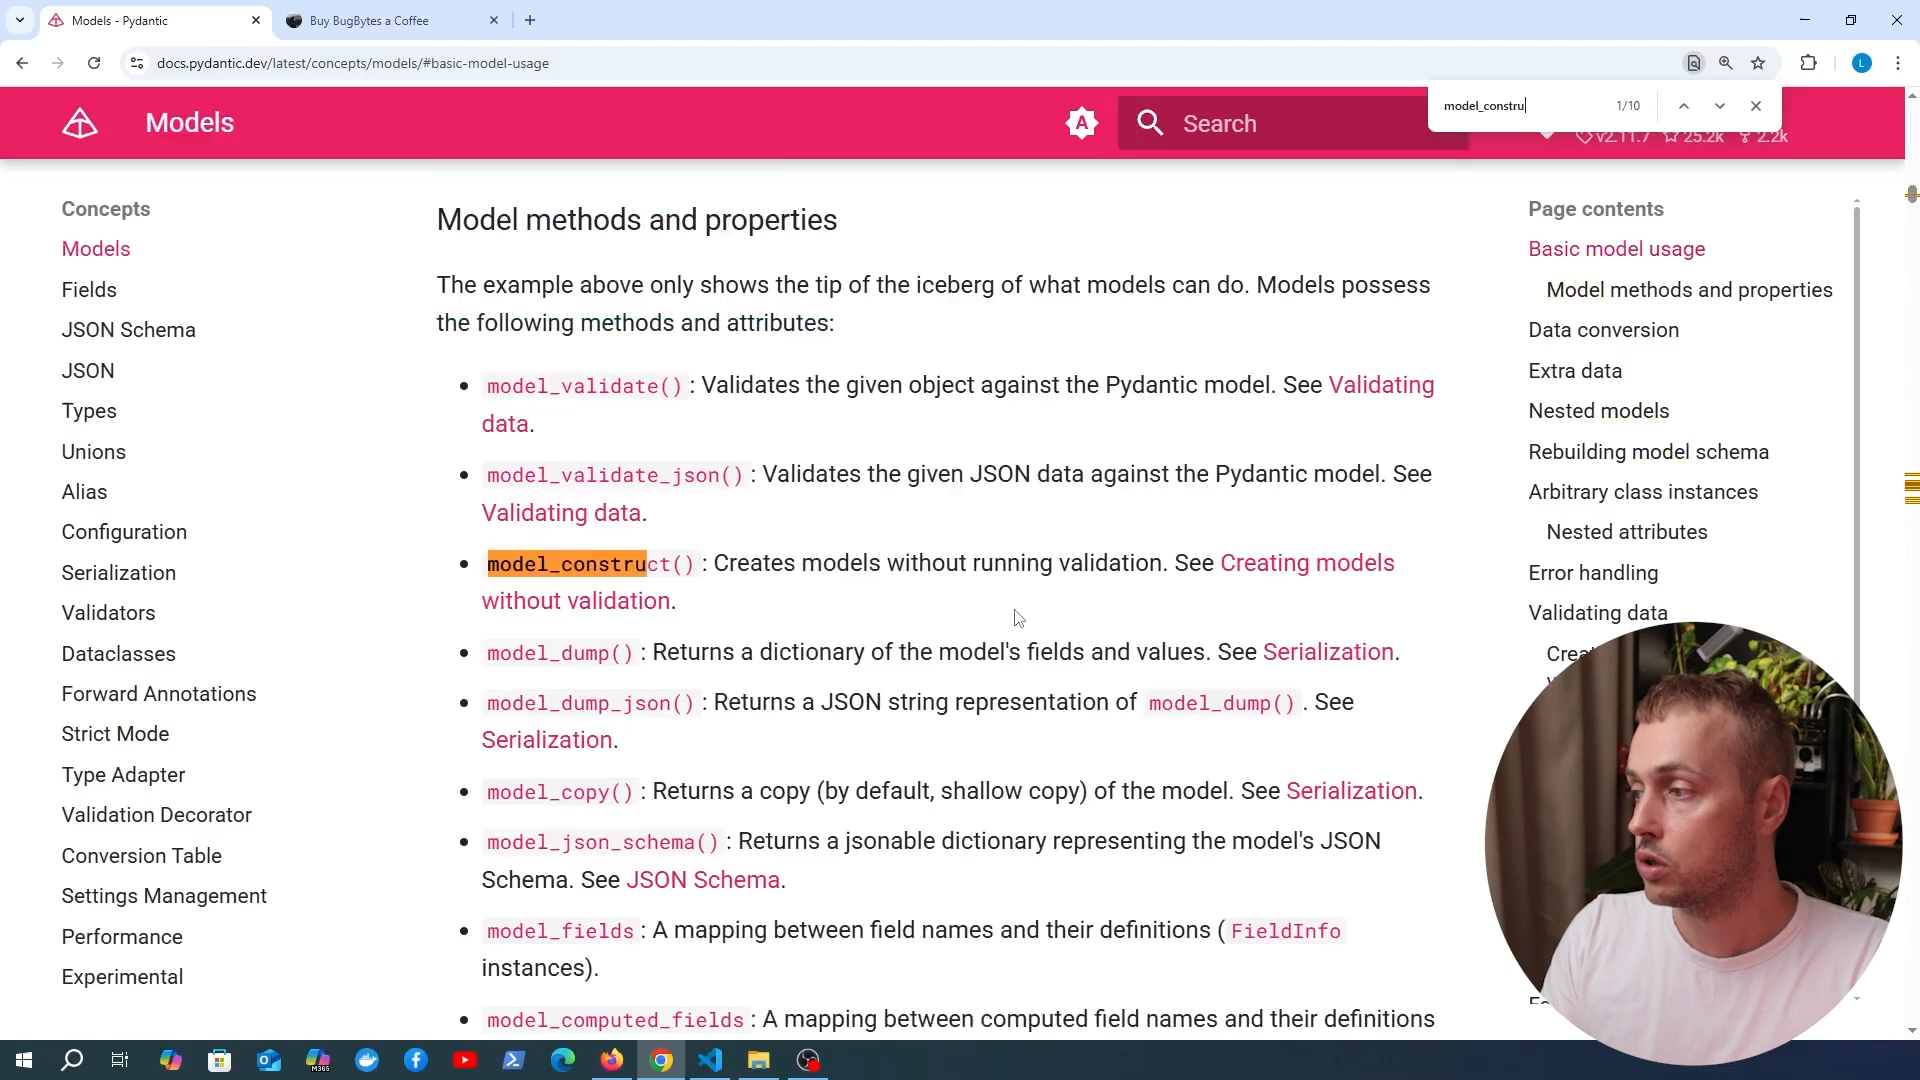 Models - Pydantic
Buy BugBytes a Coffee
docs.pydantic.dev/latest/concepts/models/#basic-model-usage
L
model_constru
1/10
Models
A
Search
v2.11.7 25.2k 2.2k
Concepts
Models
Fields
JSON Schema
JSON
Types
Unions
Alias
Configuration
Serialization
Validators
Dataclasses
Forward Annotations
Strict Mode
Type Adapter
Validation Decorator
Conversion Table
Settings Management
Performance
Experimental
Model methods and properties
The example above only shows the tip of the iceberg of what models can do. Models possess
the following methods and attributes:
• model_validate(): Validates the given object against the Pydantic model. See Validating
data.
• model_validate_json(): Validates the given JSON data against the Pydantic model. See
Validating data.
• model_construct(): Creates models without running validation. See Creating models
without validation.
• model_dump(): Returns a dictionary of the model's fields and values. See Serialization.
• model_dump_json(): Returns a JSON string representation of model_dump(). See
Serialization.
• model_copy(): Returns a copy (by default, shallow copy) of the model. See Serialization.
• model_json_schema(): Returns a jsonable dictionary representing the model's JSON
Schema. See JSON Schema.
• model_fields: A mapping between field names and their definitions (FieldInfo
instances).
• model_computed_fields: A mapping between computed field names and their definitions
Page contents
Basic model usage
Model methods and properties
Data conversion
Extra data
Nested models
Rebuilding model schema
Arbitrary class instances
Nested attributes
Error handling
Validating data
M365